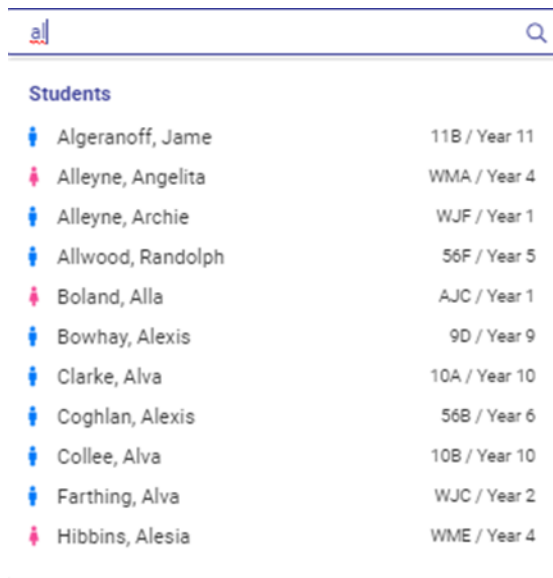 al
Students
Algeranoff, Jame 11B / Year 11
Alleyne, Angelita WMA / Year 4
Alleyne, Archie WJF / Year 1
Allwood, Randolph 56F / Year 5
Boland, Alla AJC / Year 1
Bowhay, Alexis 9D / Year 9
Clarke, Alva 10A / Year 10
Coghlan, Alexis 56B / Year 6
Collee, Alva 10B / Year 10
Farthing, Alva WJC / Year 2
Hibbins, Alesia WME / Year 4